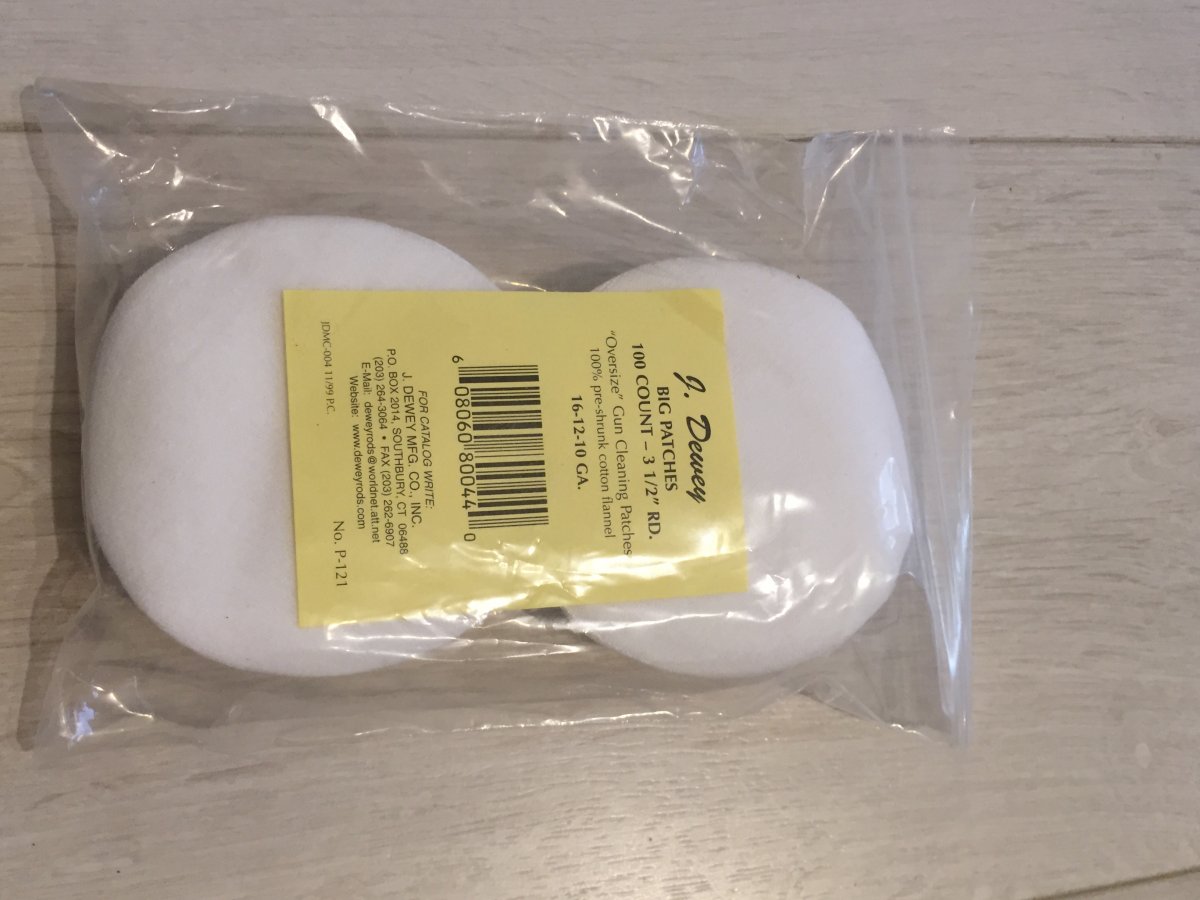 J. Dewey
BIG PATCHES
100 COUNT – 3 1/2" RD.
"Oversize" Gun Cleaning Patches
100% pre-shrunk cotton flannel
16-12-10 GA.
6 08060 80044 0
FOR CATALOG WRITE:
J. DEWEY MFG. CO., INC.
P.O. BOX 2014, SOUTHBURY, CT 06488
(203) 264-3064 • FAX (203) 262-6907
E-Mail: deweyrods@worldnet.att.net
Website: www.deweyrods.com
JDMC-004 11/99 P.C.
No. P-121